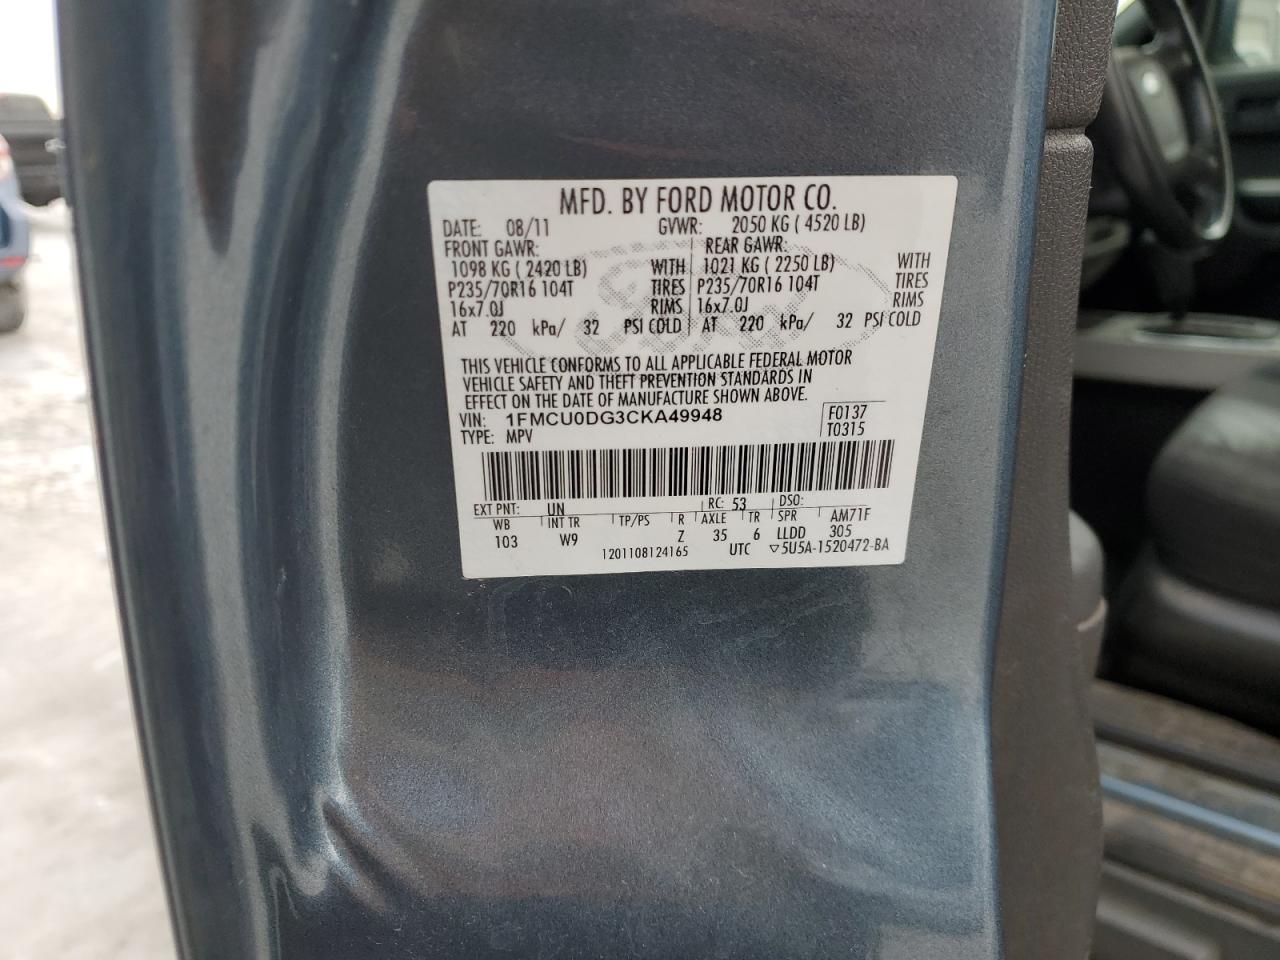 MFD. BY FORD MOTOR CO.
DATE: 08/11 GVWR: 2050 KG ( 4520 LB)
FRONT GAWR: REAR GAWR:
1098 KG ( 2420 LB) WITH 1021 KG ( 2250 LB) WITH
P235/70R16 104T TIRES P235/70R16 104T TIRES
16x7.0J RIMS 16x7.0J RIMS
AT 220 kPa/ 32 PSI COLD AT 220 kPa/ 32 PSI COLD
THIS VEHICLE CONFORMS TO ALL APPLICABLE FEDERAL MOTOR
VEHICLE SAFETY AND THEFT PREVENTION STANDARDS IN
EFFECT ON THE DATE OF MANUFACTURE SHOWN ABOVE.
VIN: 1FMCU0DG3CKA49948 F0137
TYPE: MPV T0315
EXT PNT: UN RC: 53 DSO:
WB INT TR TP/PS R AXLE TR SPR AM71F
103 W9 Z 35 6 LLDD 305
1201108124165 UTC ▽5U5A-1520472-BA